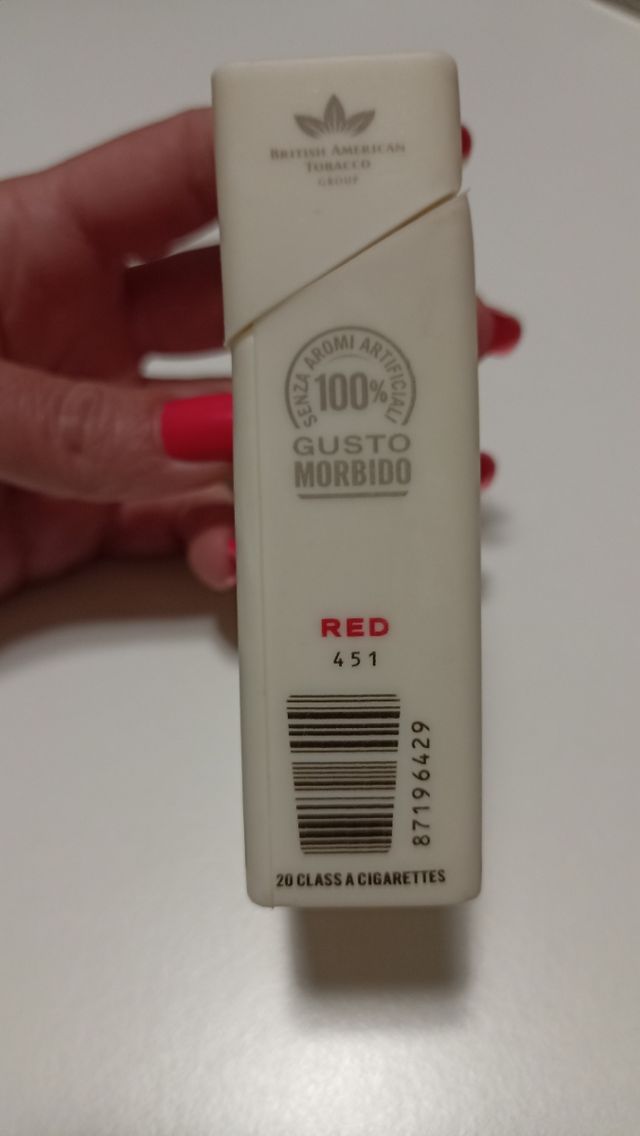 BRITISH AMERICAN
TOBACCO
GROUP
SENZA AROMI ARTIFICIALI
100%
GUSTO
MORBIDO
RED
451
87196429
20 CLASS A CIGARETTES